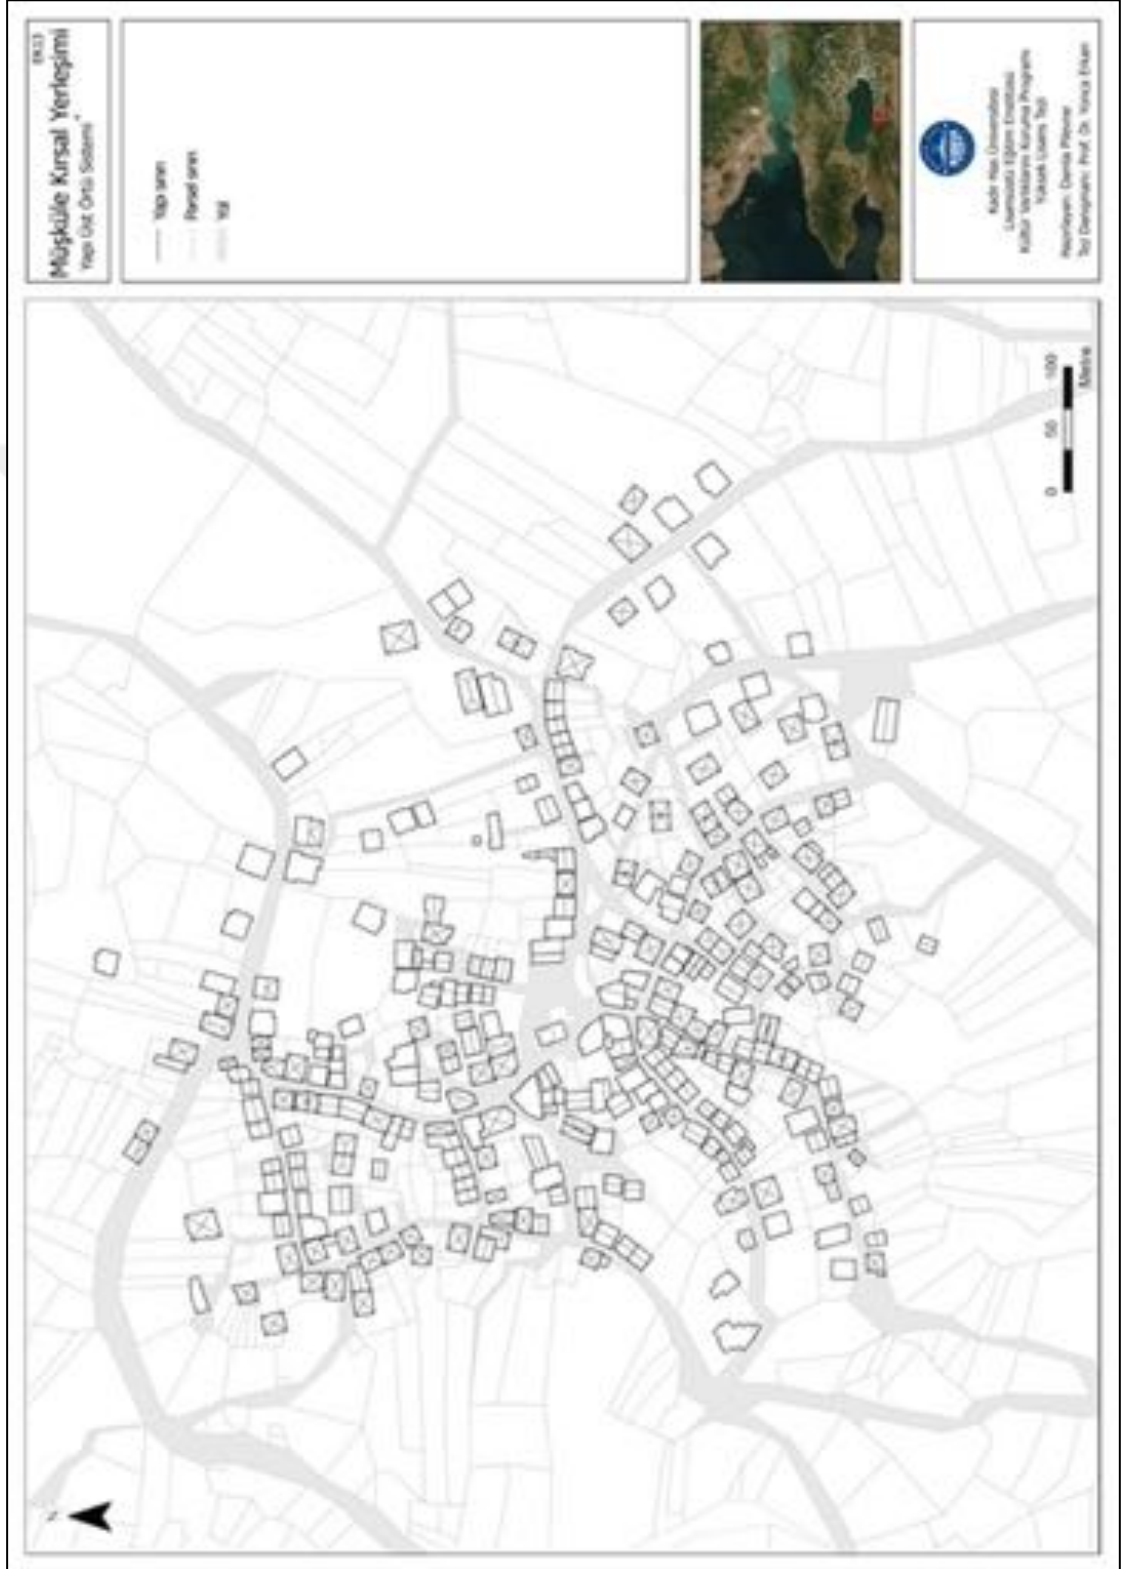 EK13
Müşküle Kırsal Yerleşimi
Yapı Üst Örtü Sistemi
Yapı sınırı
Parsel sınırı
Yol
Kadir Has Üniversitesi
Lisansüstü Eğitim Enstitüsü
Kültür Varlıklarını Koruma Programı
Yüksek Lisans Tezi
Hazırlayan: Damla
Tez Danışmanı: Prof. Dr. Yonca Erkan
0 50 100
Metre
N